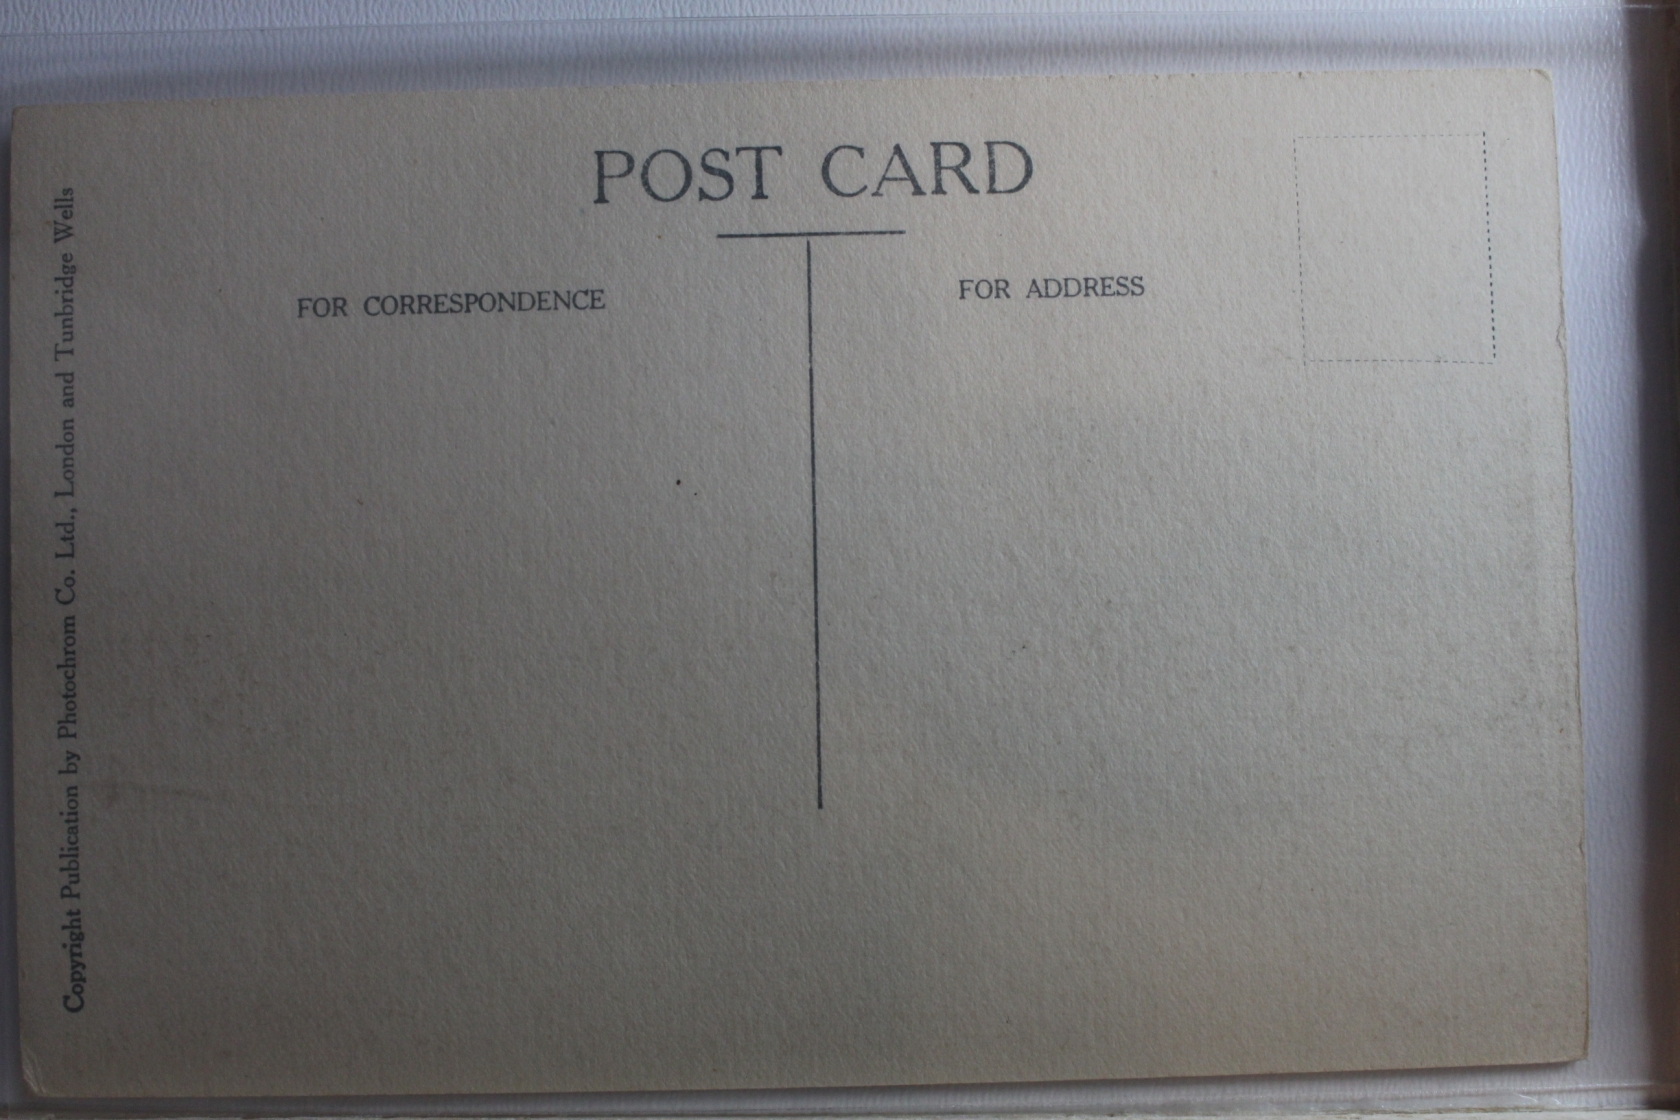 POST CARD
FOR CORRESPONDENCE
FOR ADDRESS
Copyright Publication by Photochrom Co. Ltd., London and Tunbridge Wells